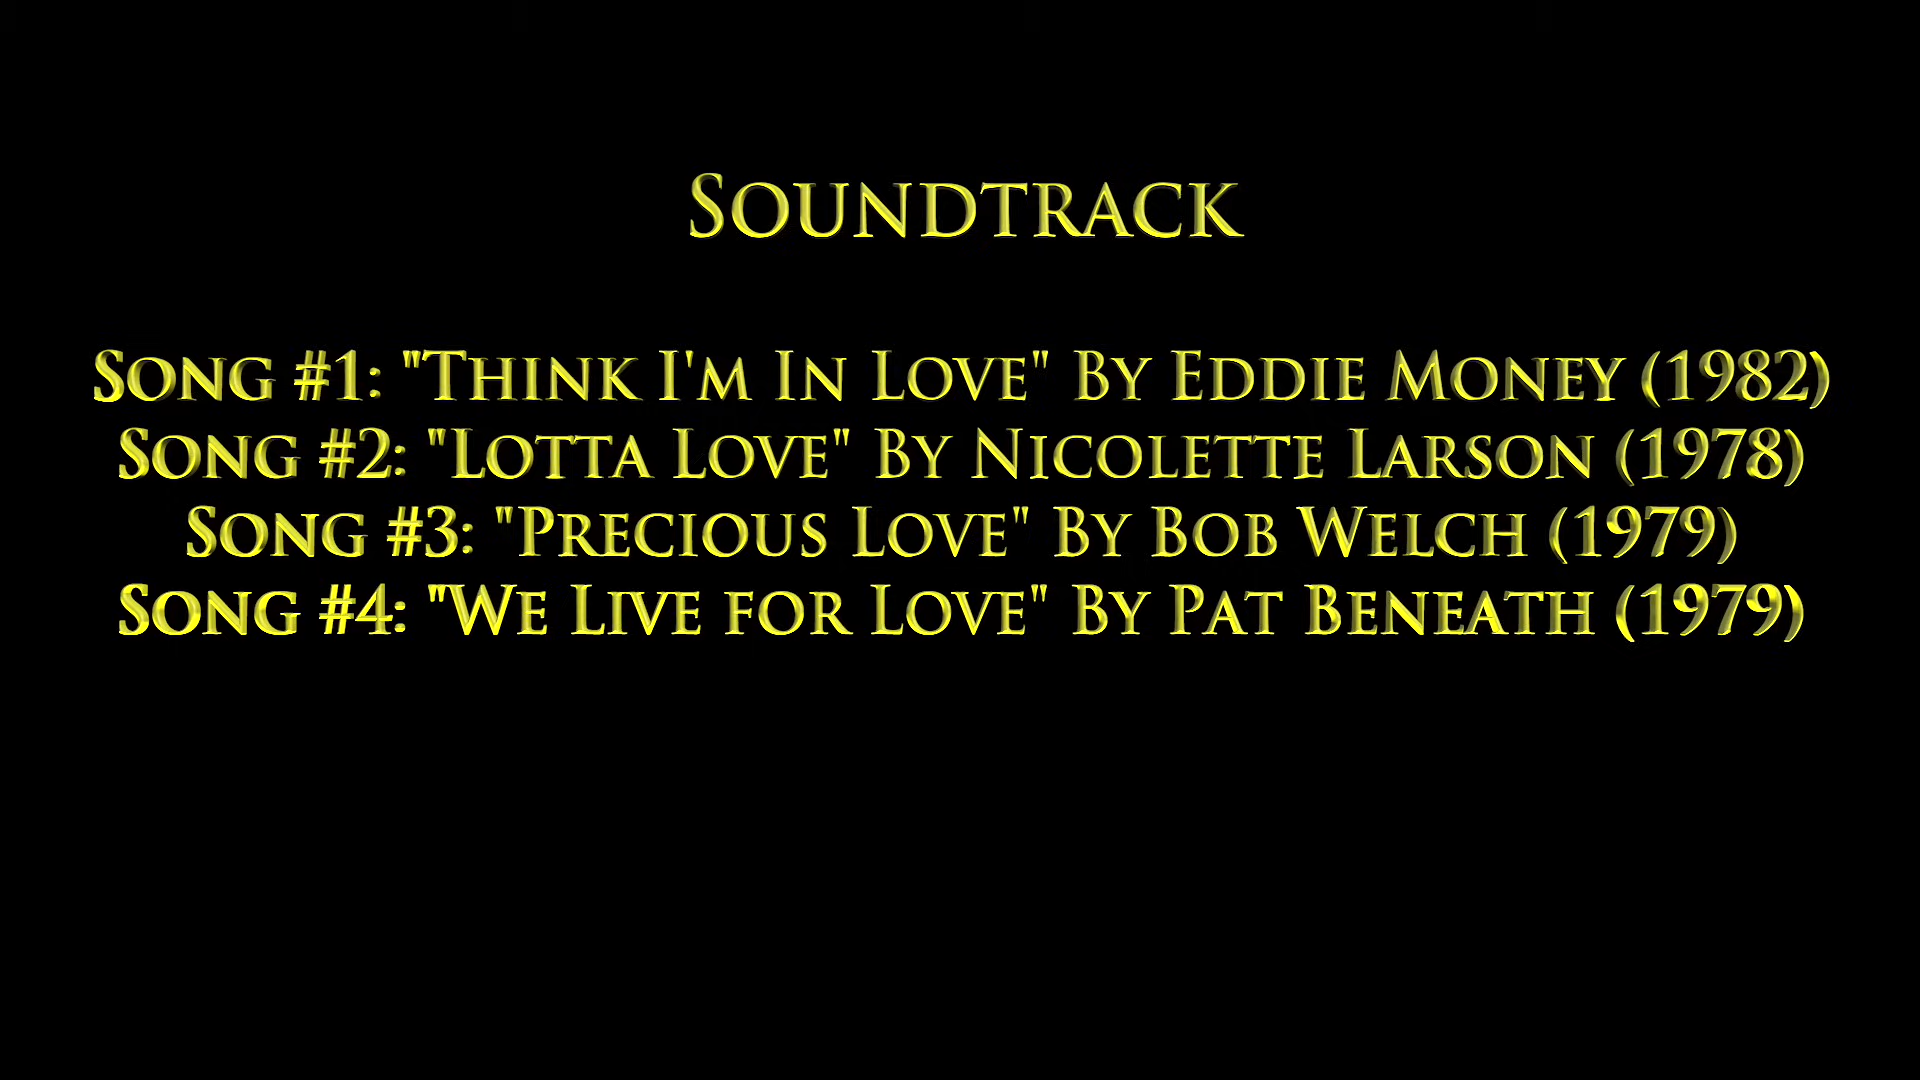 Soundtrack
Song #1: "Think I'm In Love" By Eddie Money (1982)
Song #2: "Lotta Love" By Nicolette Larson (1978)
Song #3: "Precious Love" By Bob Welch (1979)
Song #4: "We Live for Love" By Pat Beneath (1979)